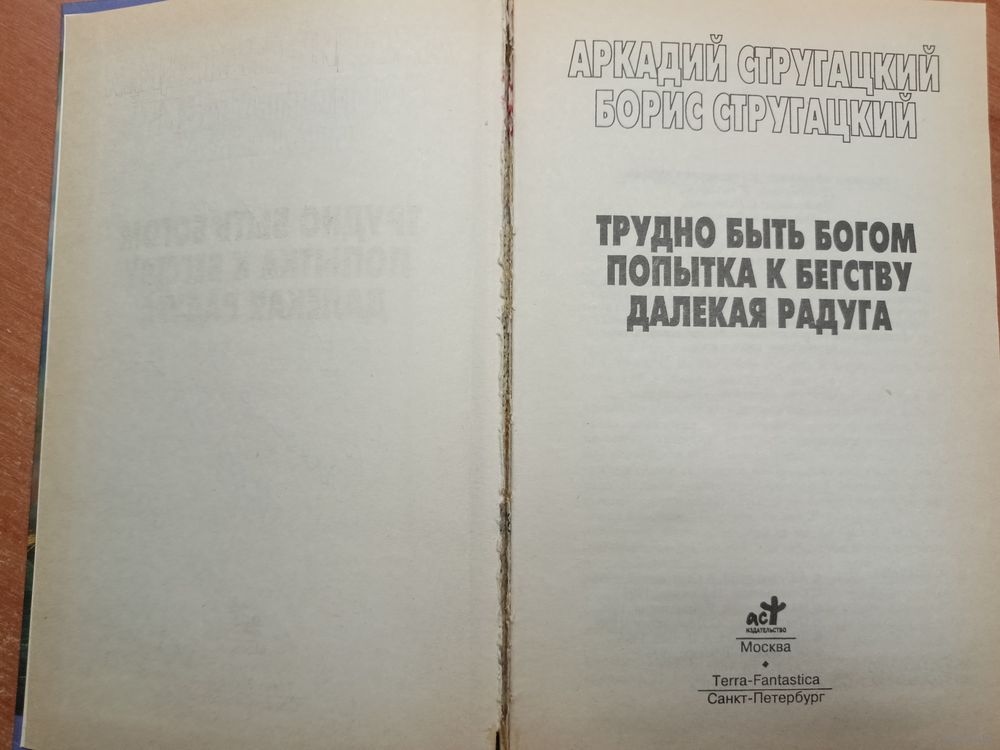 АРКАДИЙ СТРУГАЦКИЙ
БОРИС СТРУГАЦКИЙ
ТРУДНО БЫТЬ БОГОМ
ПОПЫТКА К БЕГСТВУ
ДАЛЕКАЯ РАДУГА
аст
ИЗДАТЕЛЬСТВО
Москва
Terra-Fantastica
Санкт-Петербург